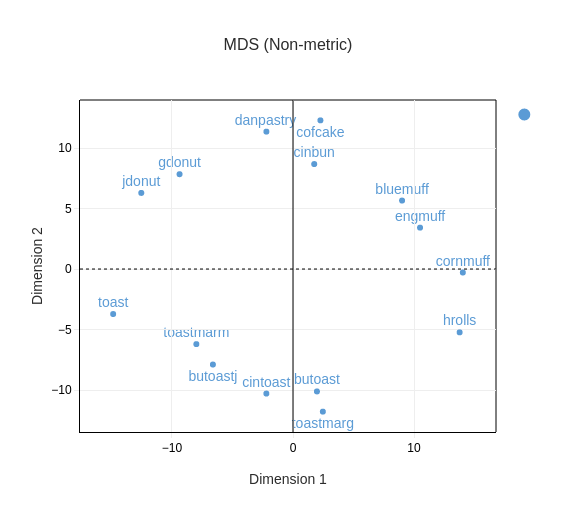 MDS (Non-metric)
danpastry
cofcake
cinbun
gdonut
jdonut
bluemuff
engmuff
cornmuff
hrolls
toast
toastmarm
butoastj
cintoast
butoast
toastmarg
10
5
0
−5
−10
−10
0
10
Dimension 2
Dimension 1